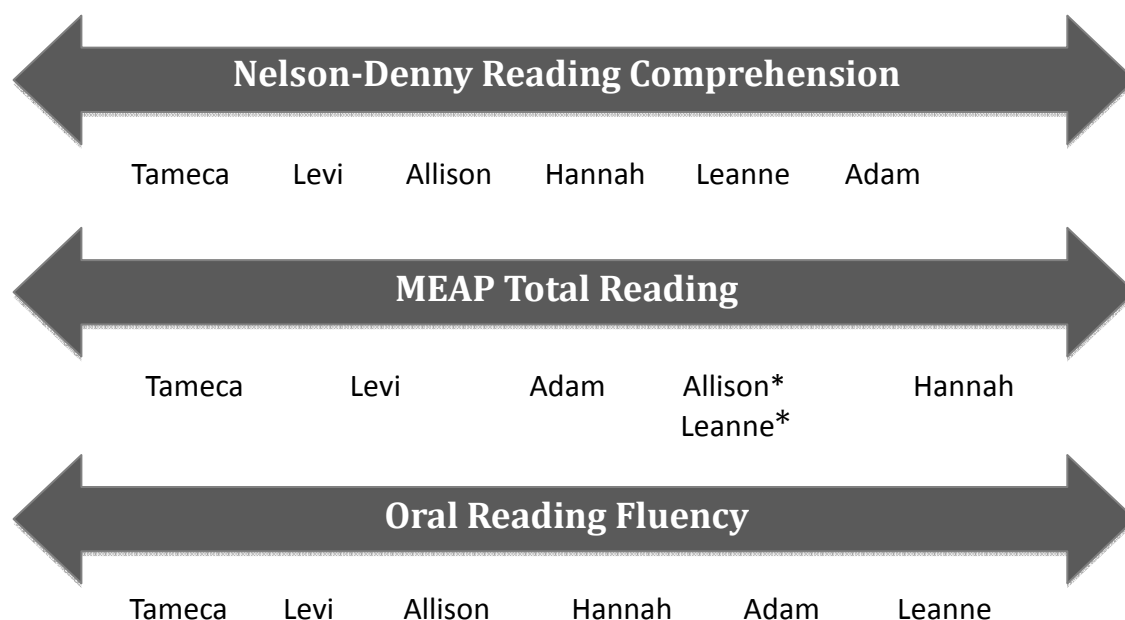 Nelson-Denny Reading Comprehension
Tameca Levi Allison Hannah Leanne Adam
MEAP Total Reading
Tameca Levi Adam Allison* Hannah
Leanne*
Oral Reading Fluency
Tameca Levi Allison Hannah Adam Leanne